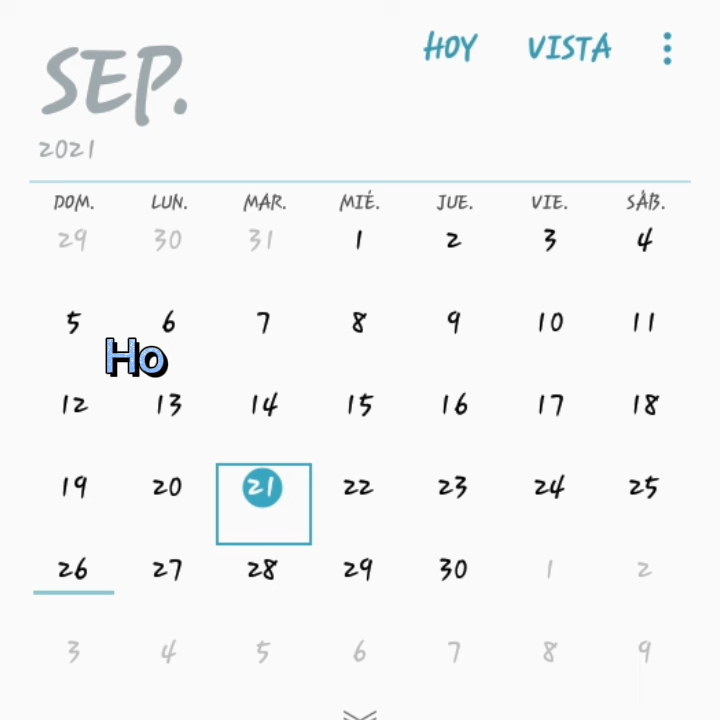 HOY VISTA
SEP.
2021
DOM. LUN. MAR. MIÉ. JUE. VIE. SÁB.
29 30 31 1 2 3 4
5 6 7 8 9 10 11
Ho
12 13 14 15 16 17 18
19 20 21 22 23 24 25
26 27 28 29 30 1 2
3 4 5 6 7 8 9